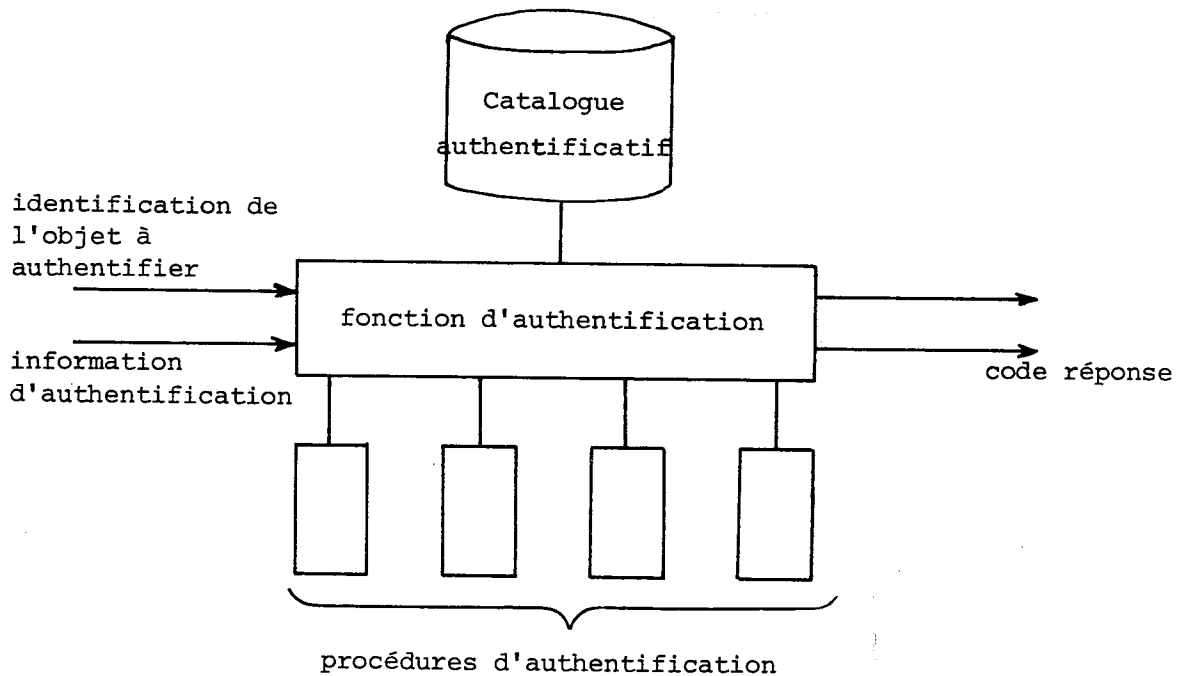 Catalogue
authentificatif
identification de
l'objet à
authentifier
fonction d'authentification
information
d'authentification
code réponse
procédures d'authentification